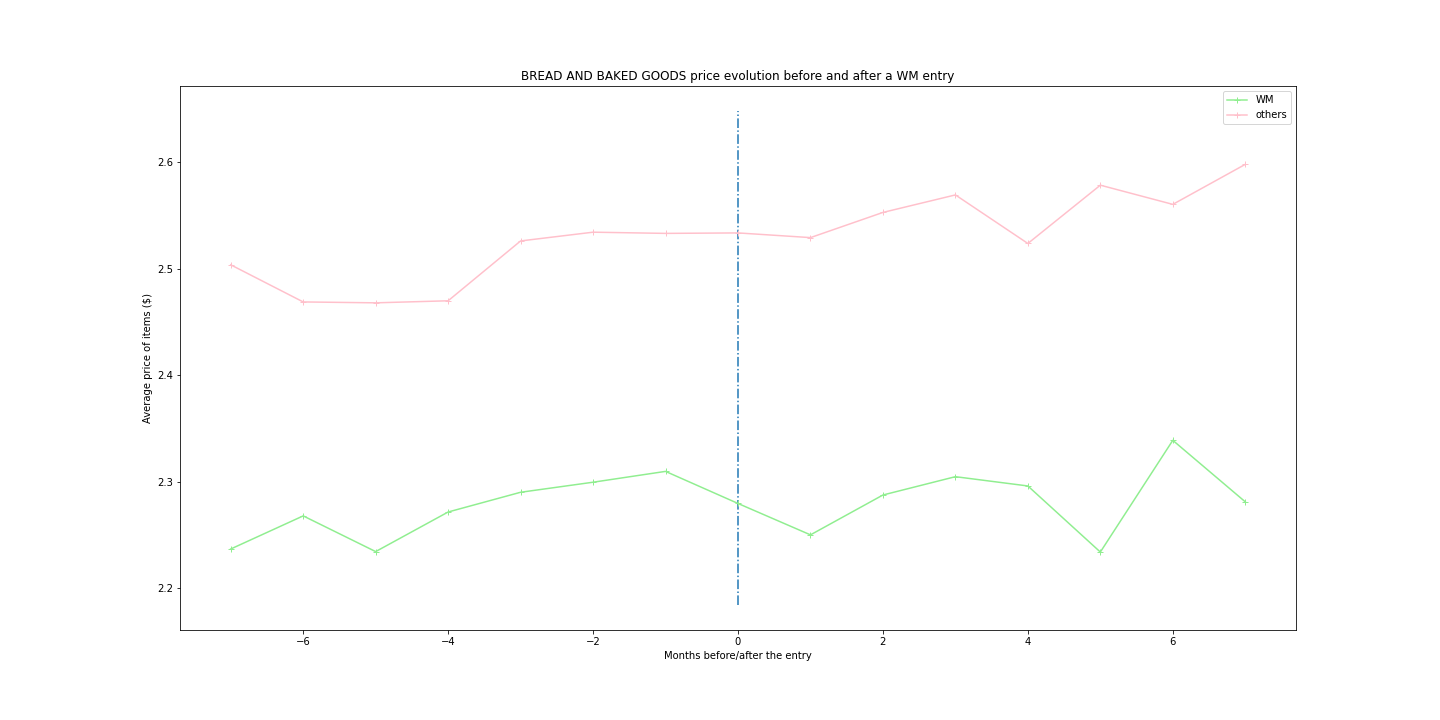 BREAD AND BAKED GOODS price evolution before and after a WM entry
WM
others
2.6
2.5
2.4
2.3
2.2
Average price of items ($)
−6 −4 −2 0 2 4 6
Months before/after the entry